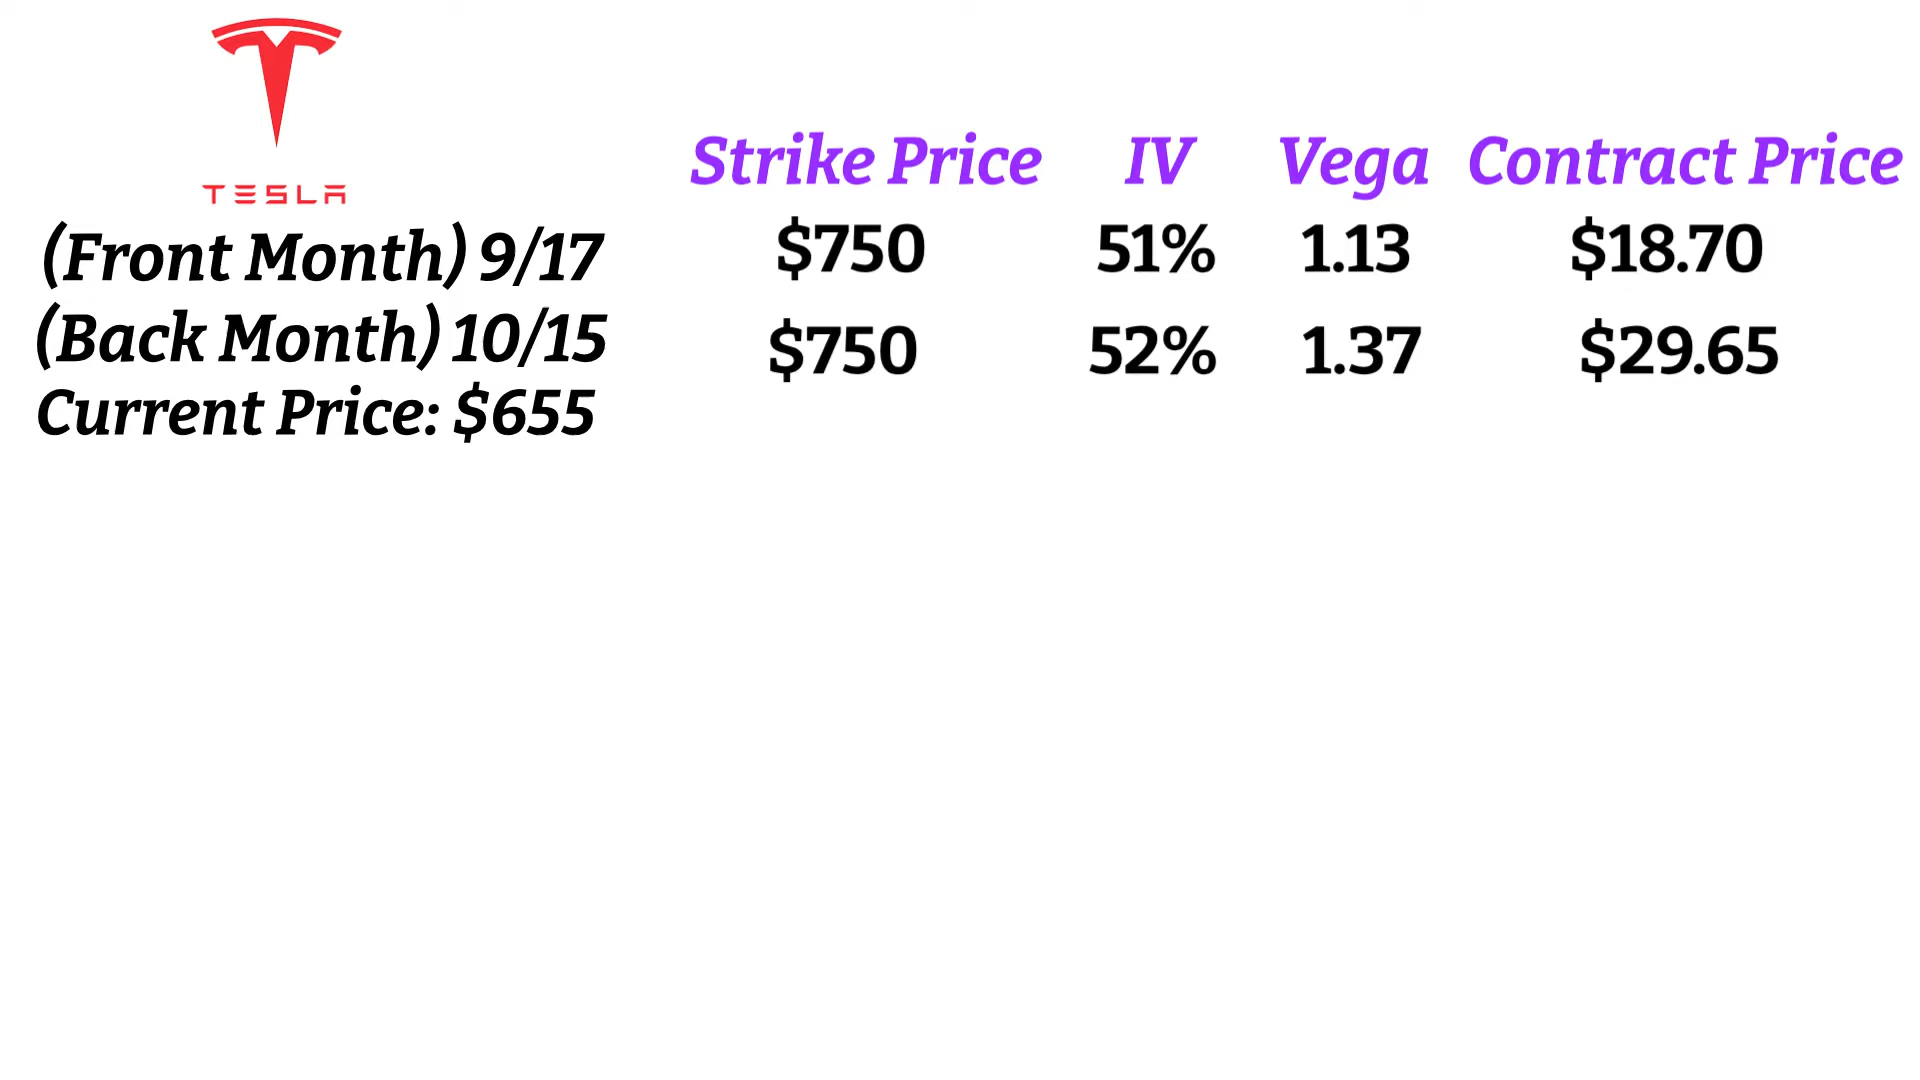 TESLA
Strike Price IV Vega Contract Price
(Front Month) 9/17 $750 51% 1.13 $18.70
(Back Month) 10/15 $750 52% 1.37 $29.65
Current Price: $655